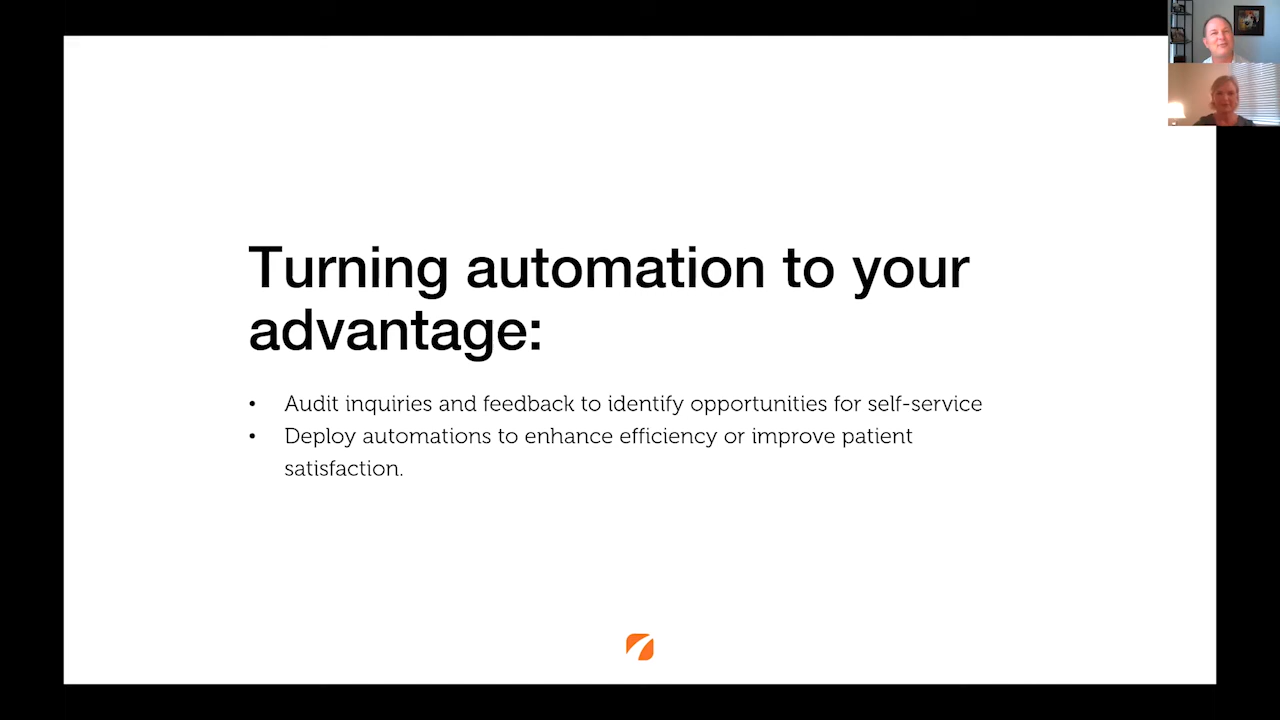 Turning automation to your
advantage:
• Audit inquiries and feedback to identify opportunities for self-service
• Deploy automations to enhance efficiency or improve patient
satisfaction.